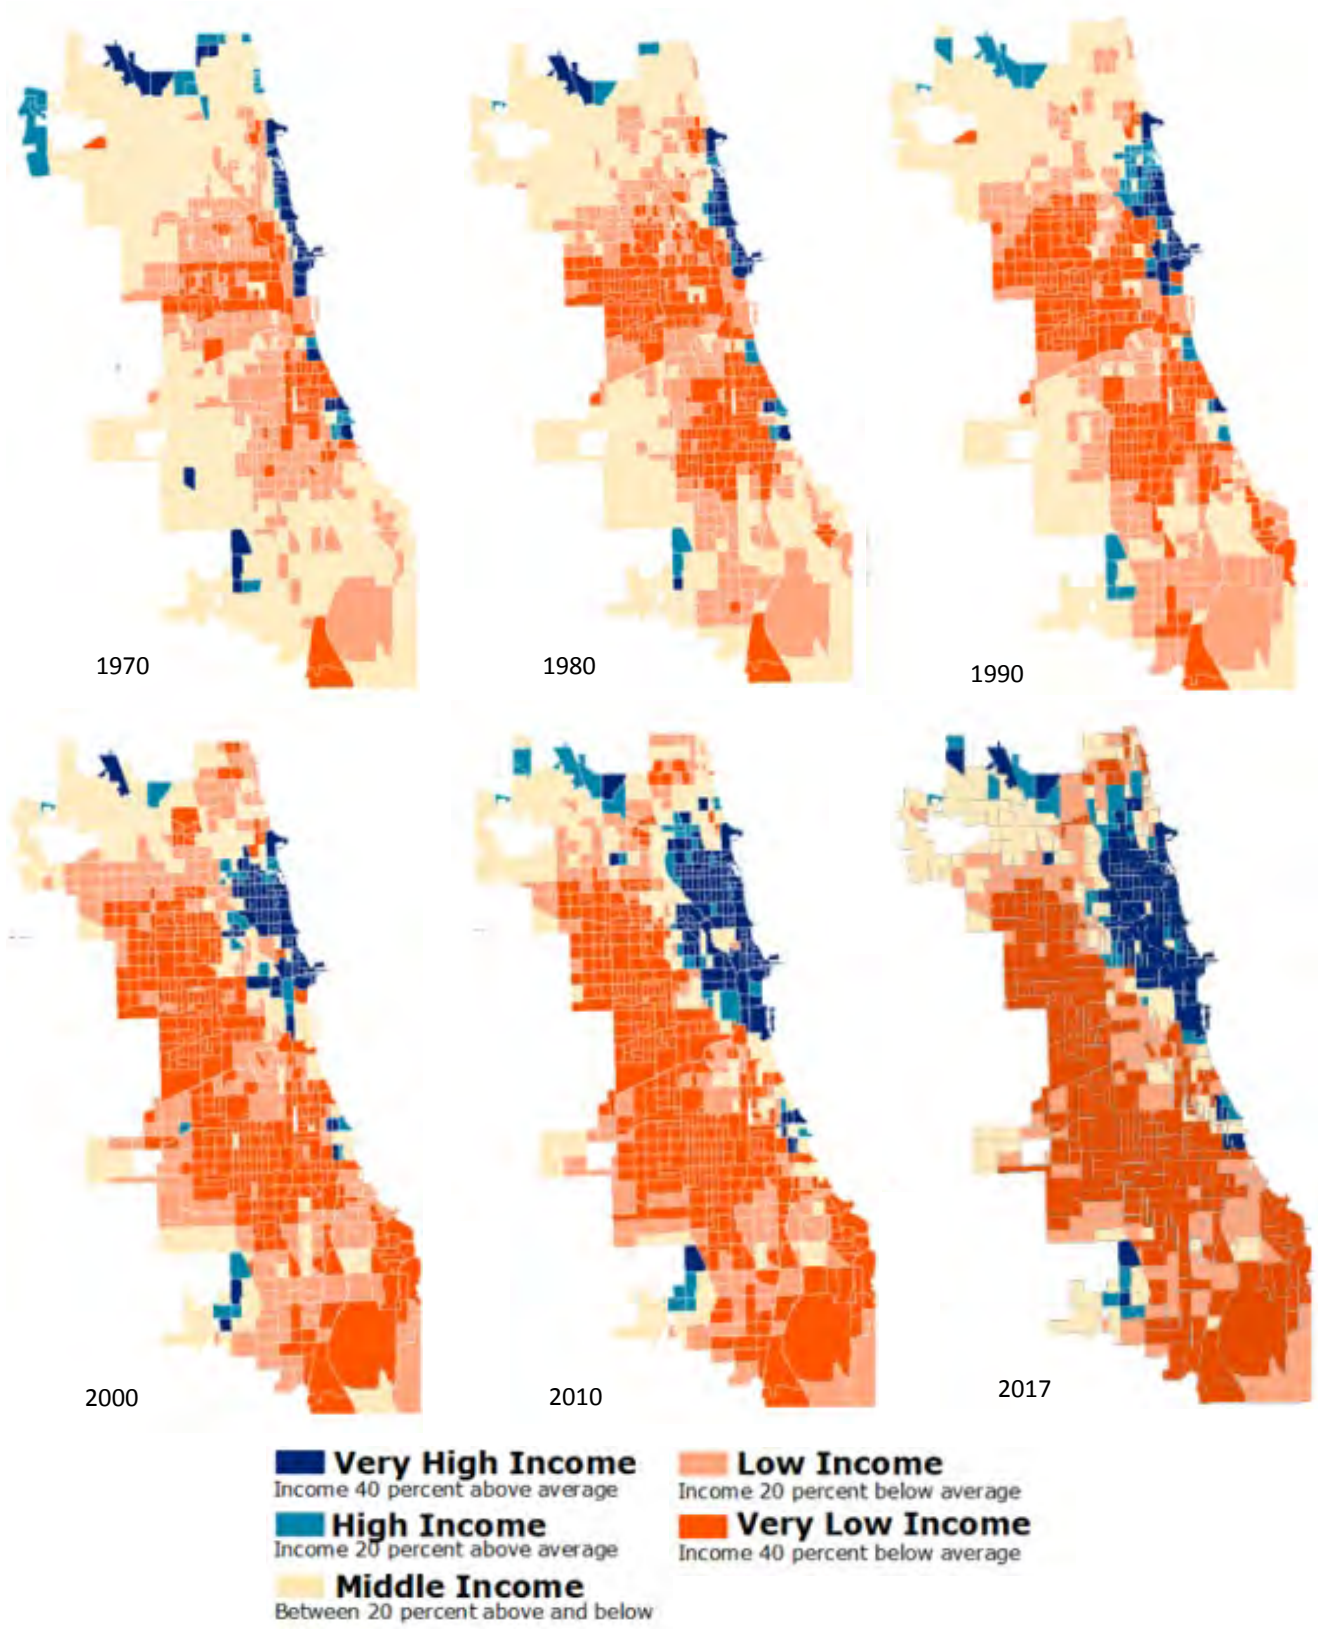 1970
1980
1990
2000
2010
2017
Very High Income
Income 40 percent above average
High Income
Income 20 percent above average
Middle Income
Between 20 percent above and below
Low Income
Income 20 percent below average
Very Low Income
Income 40 percent below average